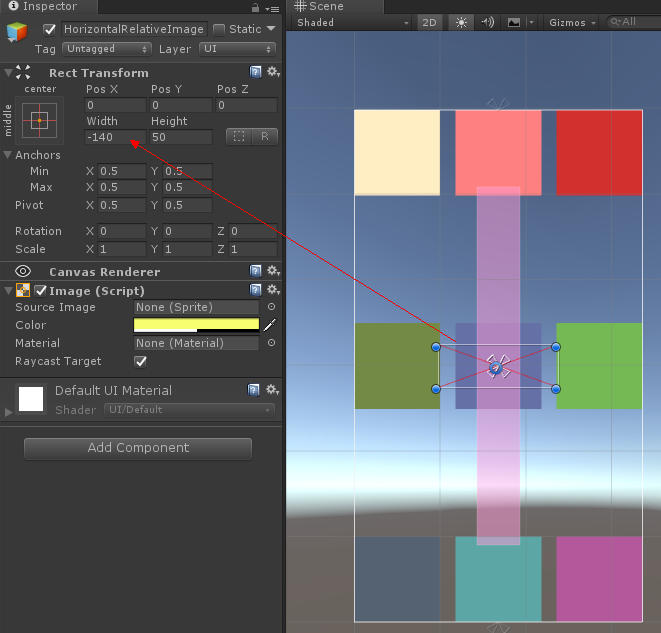 Inspector
HorizontalRelativeImage Static
Tag Untagged Layer UI
Rect Transform
center Pos X Pos Y Pos Z
middle 0 0 0
Width Height
-140 50 R
Anchors
Min X 0.5 Y 0.5
Max X 0.5 Y 0.5
Pivot X 0.5 Y 0.5
Rotation X 0 Y 0 Z 0
Scale X 1 Y 1 Z 1
Canvas Renderer
Image (Script)
Source Image None (Sprite)
Color
Material None (Material)
Raycast Target
Default UI Material
Shader UI/Default
Add Component
Scene
Shaded 2D Gizmos All